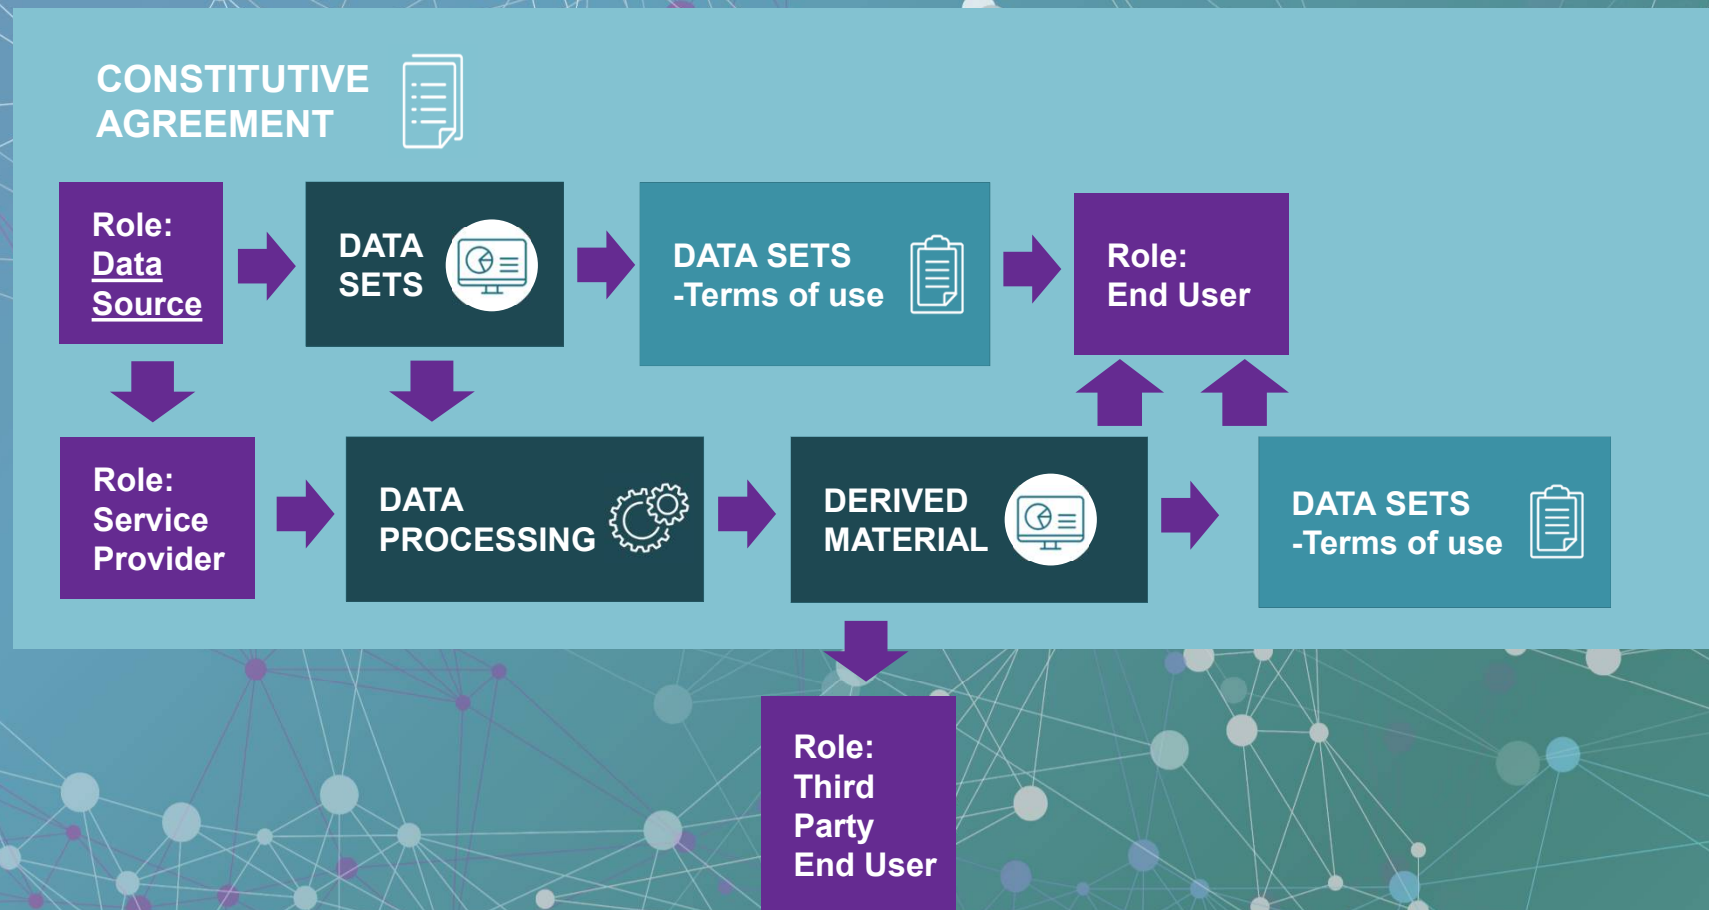 CONSTITUTIVE
AGREEMENT
Role:
Data
Source
DATA
SETS
DATA SETS
-Terms of use
Role:
End User
Role:
Service
Provider
DATA
PROCESSING
DERIVED
MATERIAL
DATA SETS
-Terms of use
Role:
Third
Party
End User